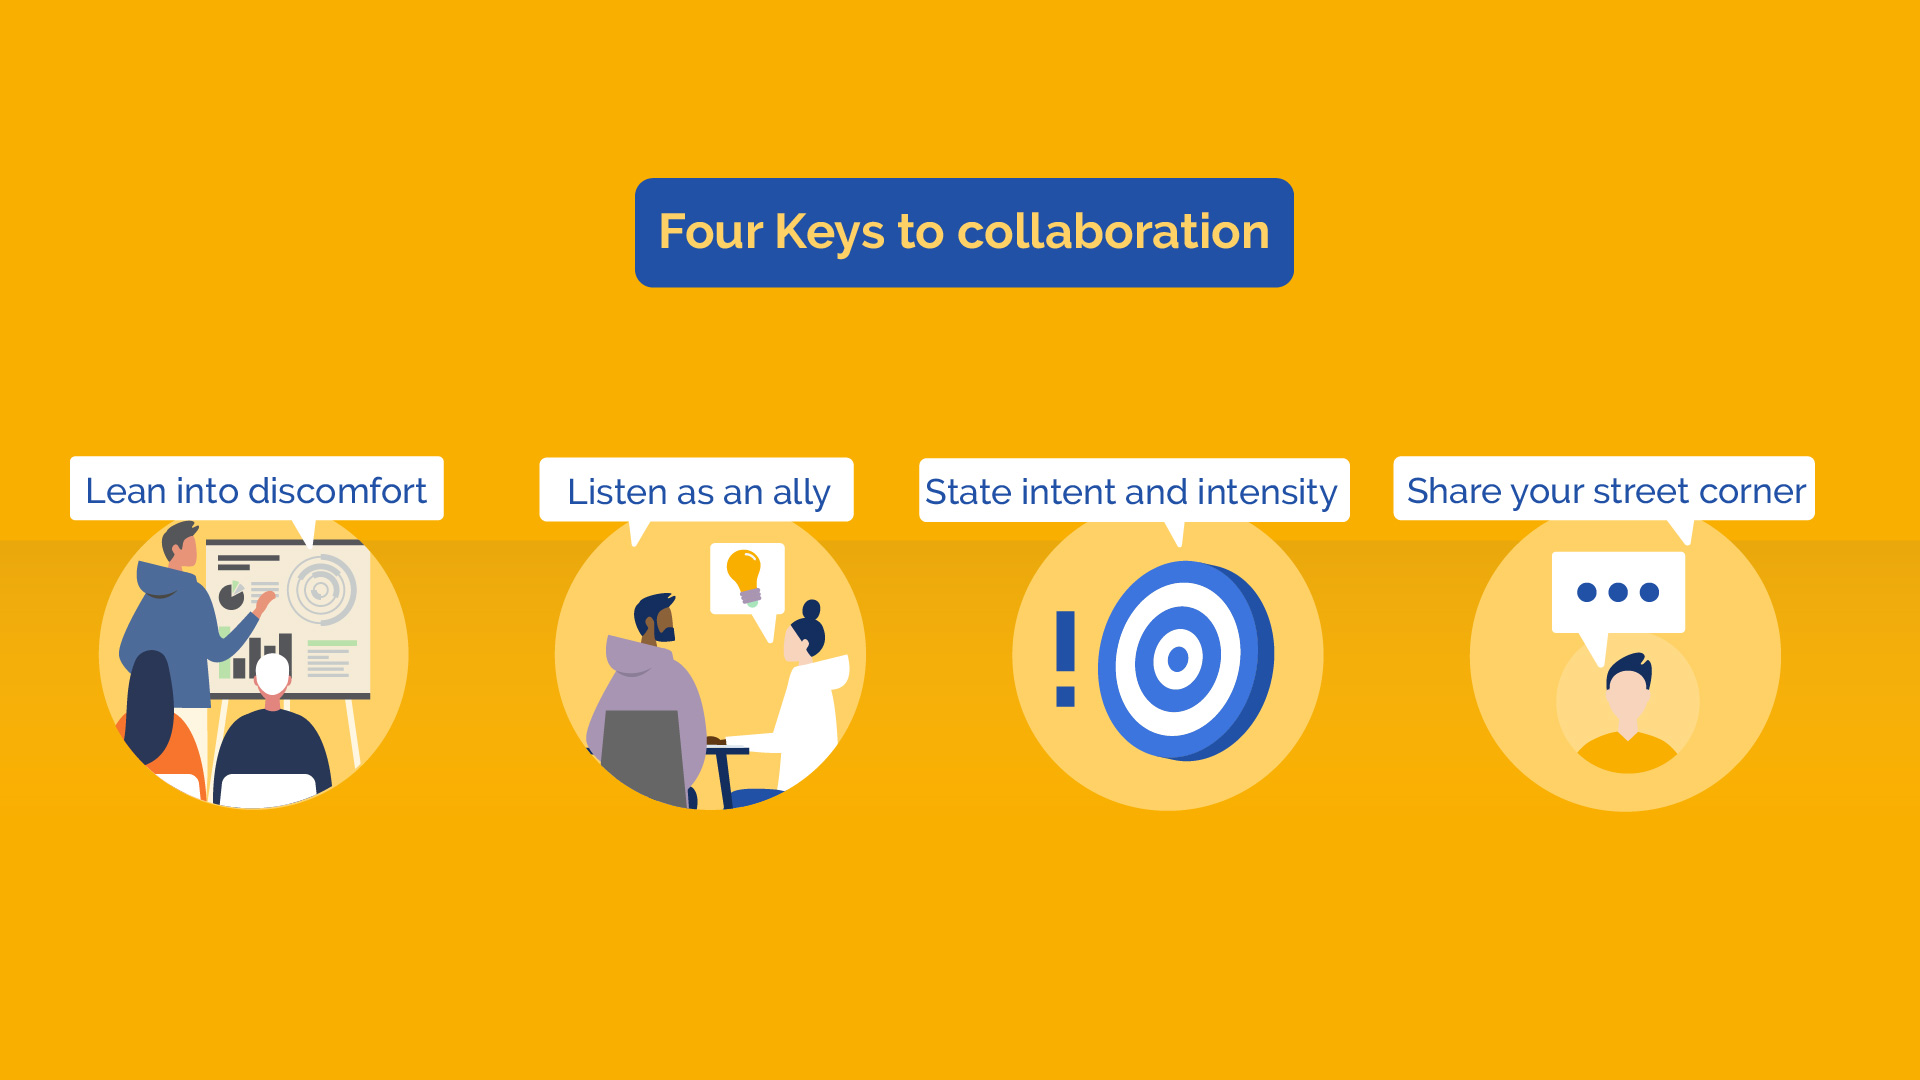 Four Keys to collaboration
Lean into discomfort
Listen as an ally
State intent and intensity
Share your street corner